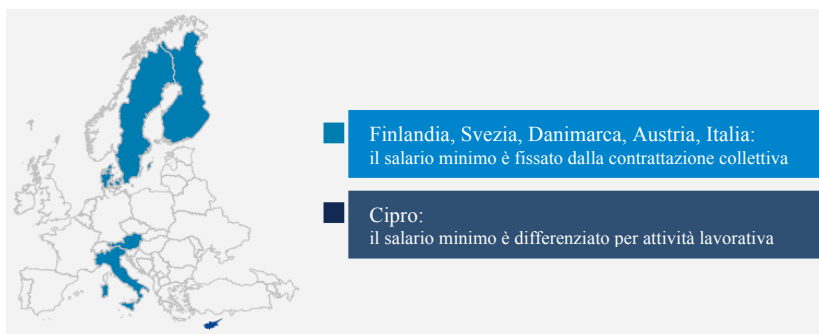 Finlandia, Svezia, Danimarca, Austria, Italia:
il salario minimo è fissato dalla contrattazione collettiva
Cipro:
il salario minimo è differenziato per attività lavorativa